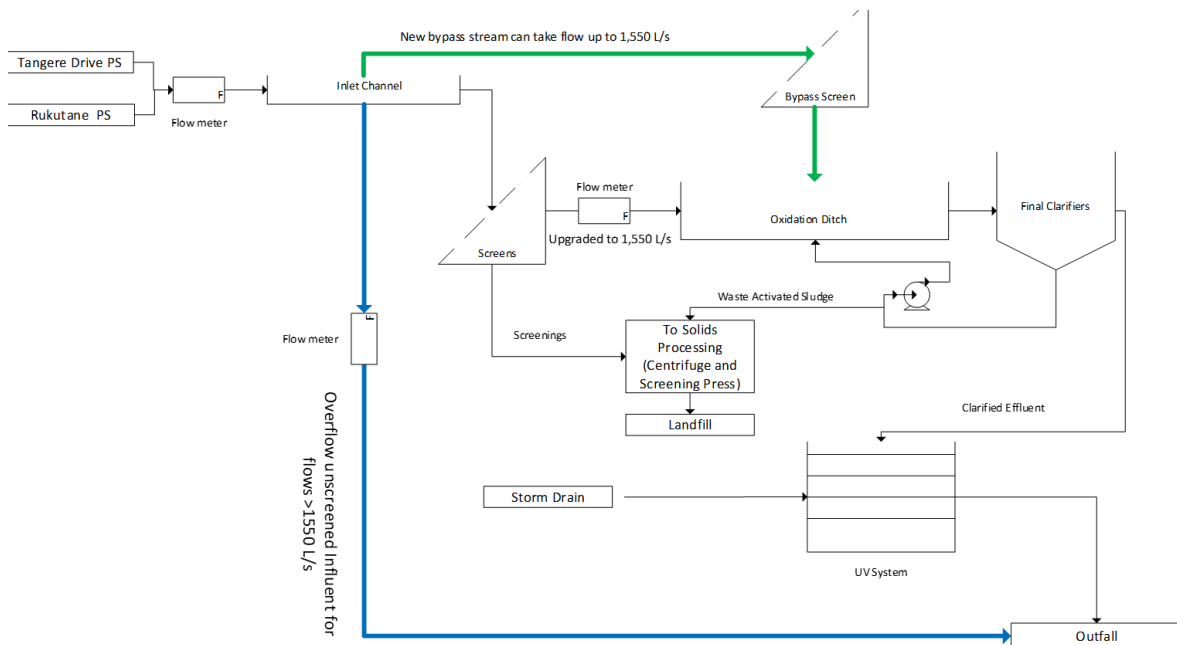 New bypass stream can take flow up to 1,550 L/s
Tangere Drive PS
Inlet Channel
F
Bypass Screen
Rukutane PS
Flow meter
Flow meter
F
Final Clarifiers
Oxidation Ditch
Upgraded to 1,550 L/s
Screens
Waste Activated Sludge
F
Flow meter
Screenings
To Solids
Processing
(Centrifuge and
Screening Press)
Landfill
Clarified Effluent
Overflow unscreened Influent for
flows >1550 L/s
Storm Drain
UV System
Outfall